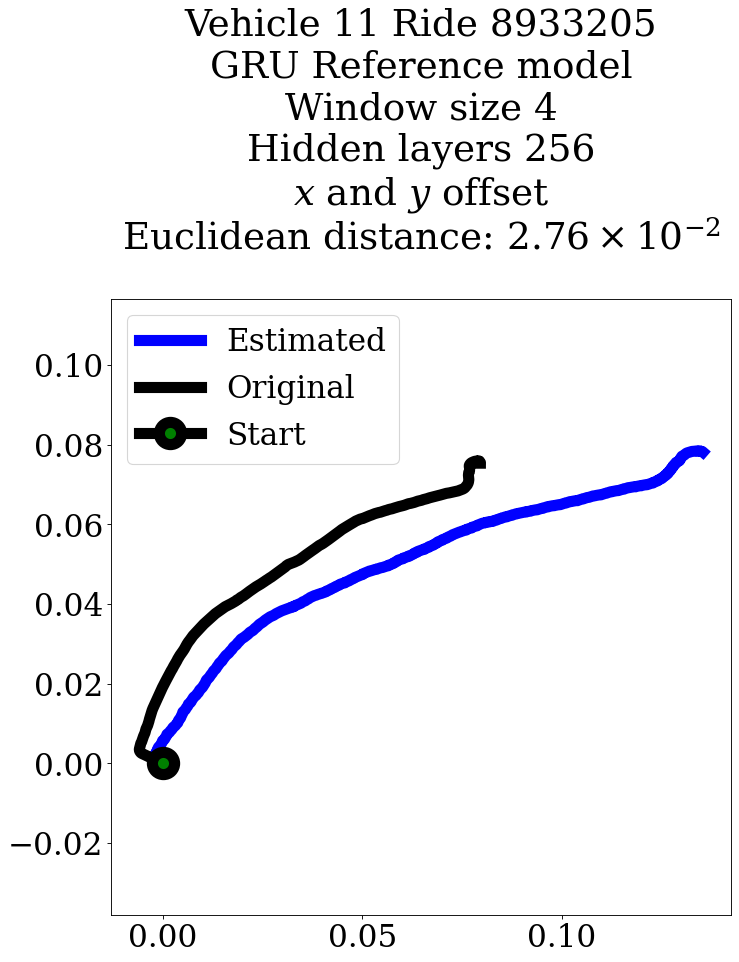 Vehicle 11 Ride 8933205
GRU Reference model
Window size 4
Hidden layers 256
x and y offset
Euclidean distance: 2.76 × 10⁻²
Estimated
Original
Start
0.10
0.08
0.06
0.04
0.02
0.00
−0.02
0.00 0.05 0.10